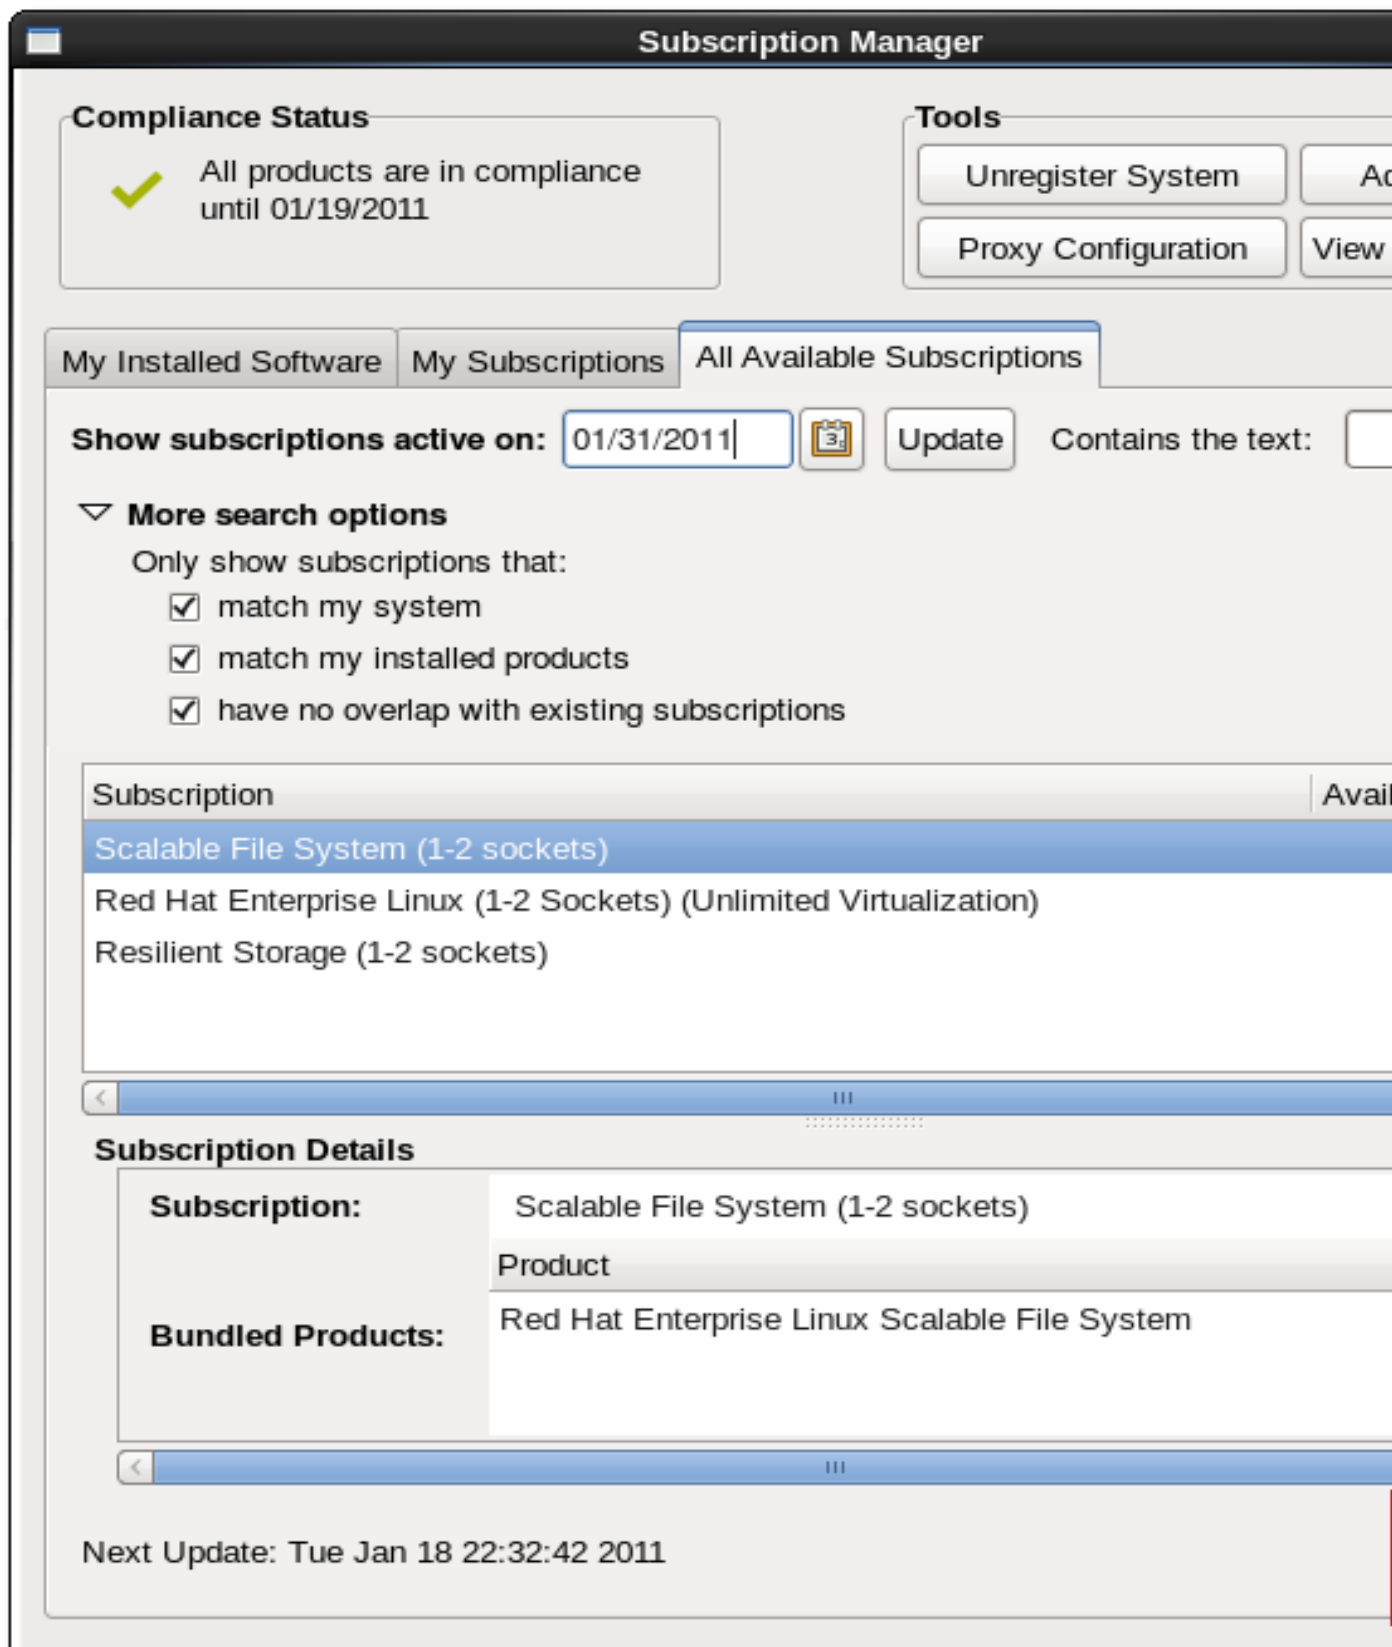 Subscription Manager
Compliance Status
All products are in compliance
until 01/19/2011
Tools
Unregister System
Proxy Configuration
View
My Installed Software
My Subscriptions
All Available Subscriptions
Show subscriptions active on: 01/31/2011 Update Contains the text:
More search options
Only show subscriptions that:
match my system
match my installed products
have no overlap with existing subscriptions
Subscription
Scalable File System (1-2 sockets)
Red Hat Enterprise Linux (1-2 Sockets) (Unlimited Virtualization)
Resilient Storage (1-2 sockets)
Subscription Details
Subscription: Scalable File System (1-2 sockets)
Product
Red Hat Enterprise Linux Scalable File System
Bundled Products:
Next Update: Tue Jan 18 22:32:42 2011